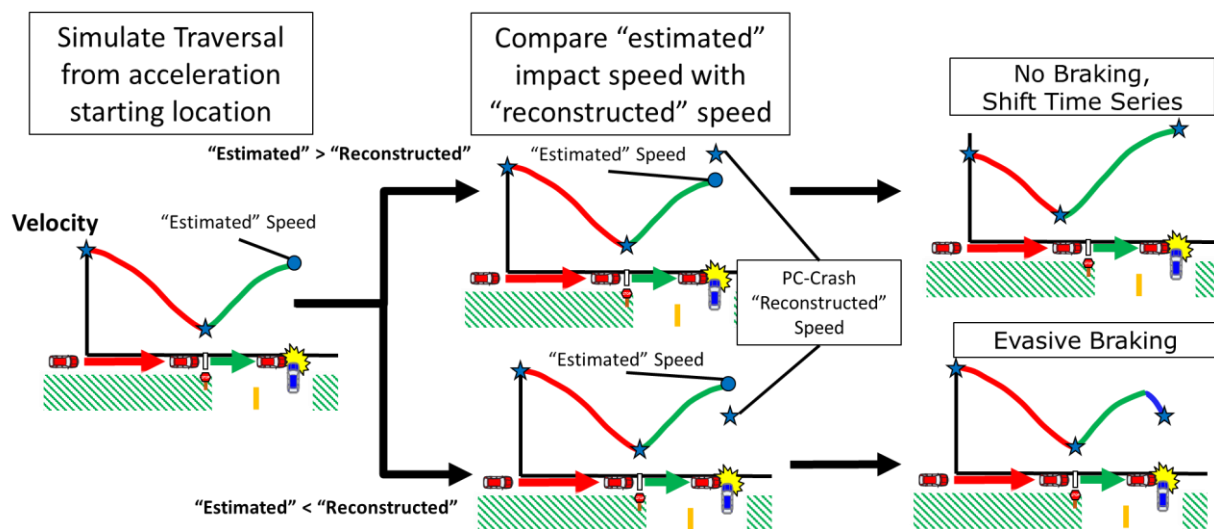 Simulate Traversal
from acceleration
starting location
Compare “estimated”
impact speed with
“reconstructed” speed
No Braking,
Shift Time Series
“Estimated” > “Reconstructed”
“Estimated” Speed
Velocity
“Estimated” Speed
PC-Crash
“Reconstructed”
Speed
Evasive Braking
“Estimated” Speed
“Estimated” < “Reconstructed”